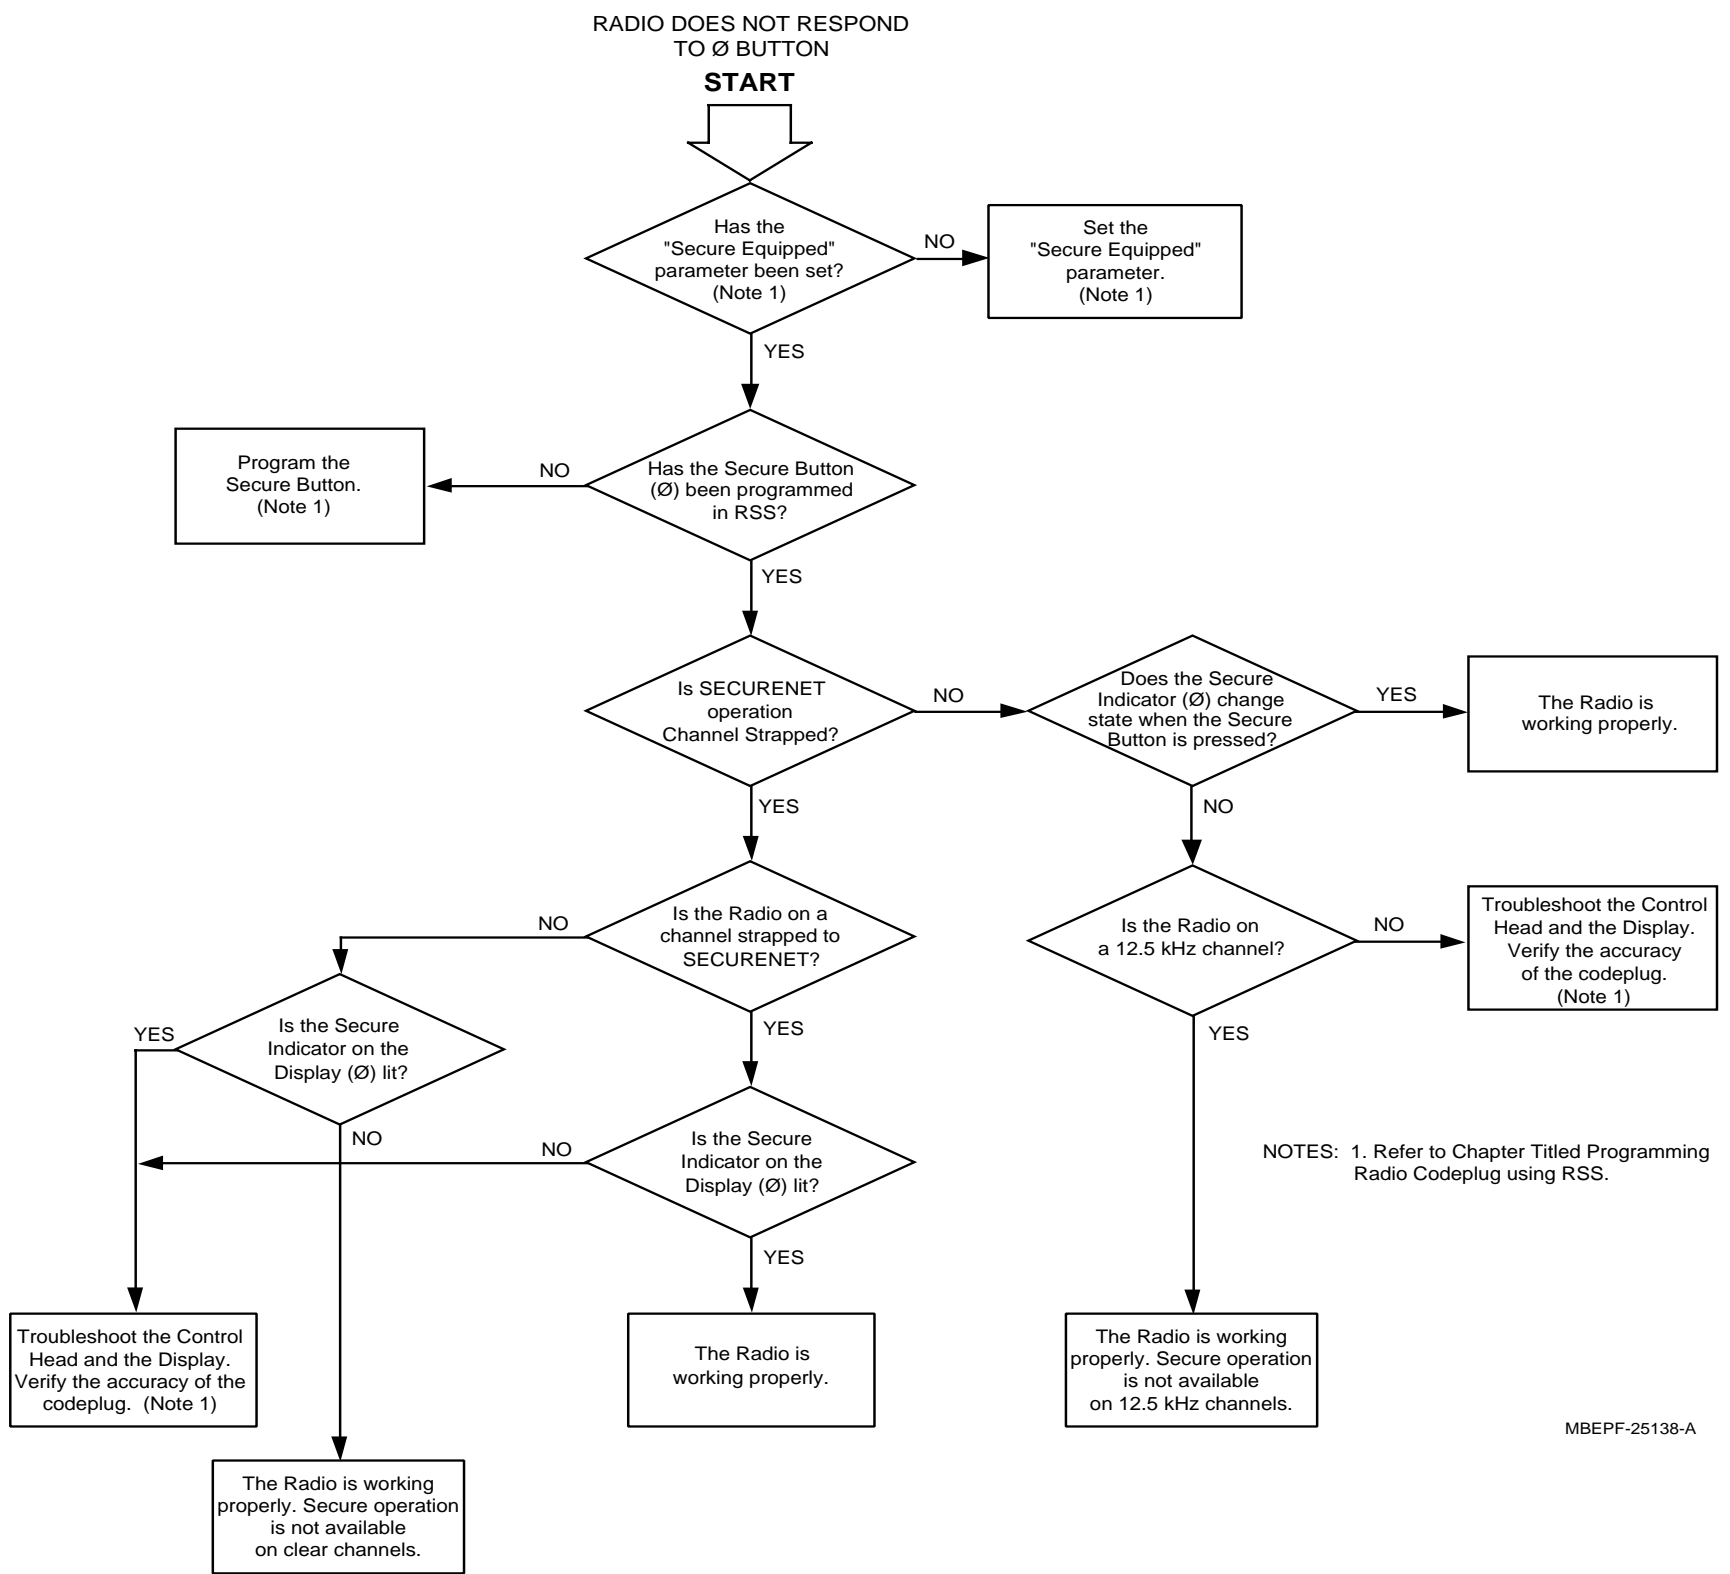 RADIO DOES NOT RESPOND
TO Ø BUTTON
START
Has the
"Secure Equipped"
parameter been set?
(Note 1)
NO
Set the
"Secure Equipped"
parameter.
(Note 1)
YES
Program the
Secure Button.
(Note 1)
NO
Has the Secure Button
(Ø) been programmed
in RSS?
YES
Is SECURENET
operation
Channel Strapped?
NO
Does the Secure
Indicator (Ø) change
state when the Secure
Button is pressed?
YES
The Radio is
working properly.
YES
NO
NO
Is the Radio on a
channel strapped to
SECURENET?
Is the Radio on
a 12.5 kHz channel?
NO
Troubleshoot the Control
Head and the Display.
Verify the accuracy
of the codeplug.
(Note 1)
YES
Is the Secure
Indicator on the
Display (Ø) lit?
YES
YES
NO
NO
Is the Secure
Indicator on the
Display (Ø) lit?
NOTES: 1. Refer to Chapter Titled Programming
Radio Codeplug using RSS.
YES
Troubleshoot the Control
Head and the Display.
Verify the accuracy of the
codeplug. (Note 1)
The Radio is
working properly.
The Radio is working
properly. Secure operation
is not available
on 12.5 kHz channels.
MBEPF-25138-A
The Radio is working
properly. Secure operation
is not available
on clear channels.